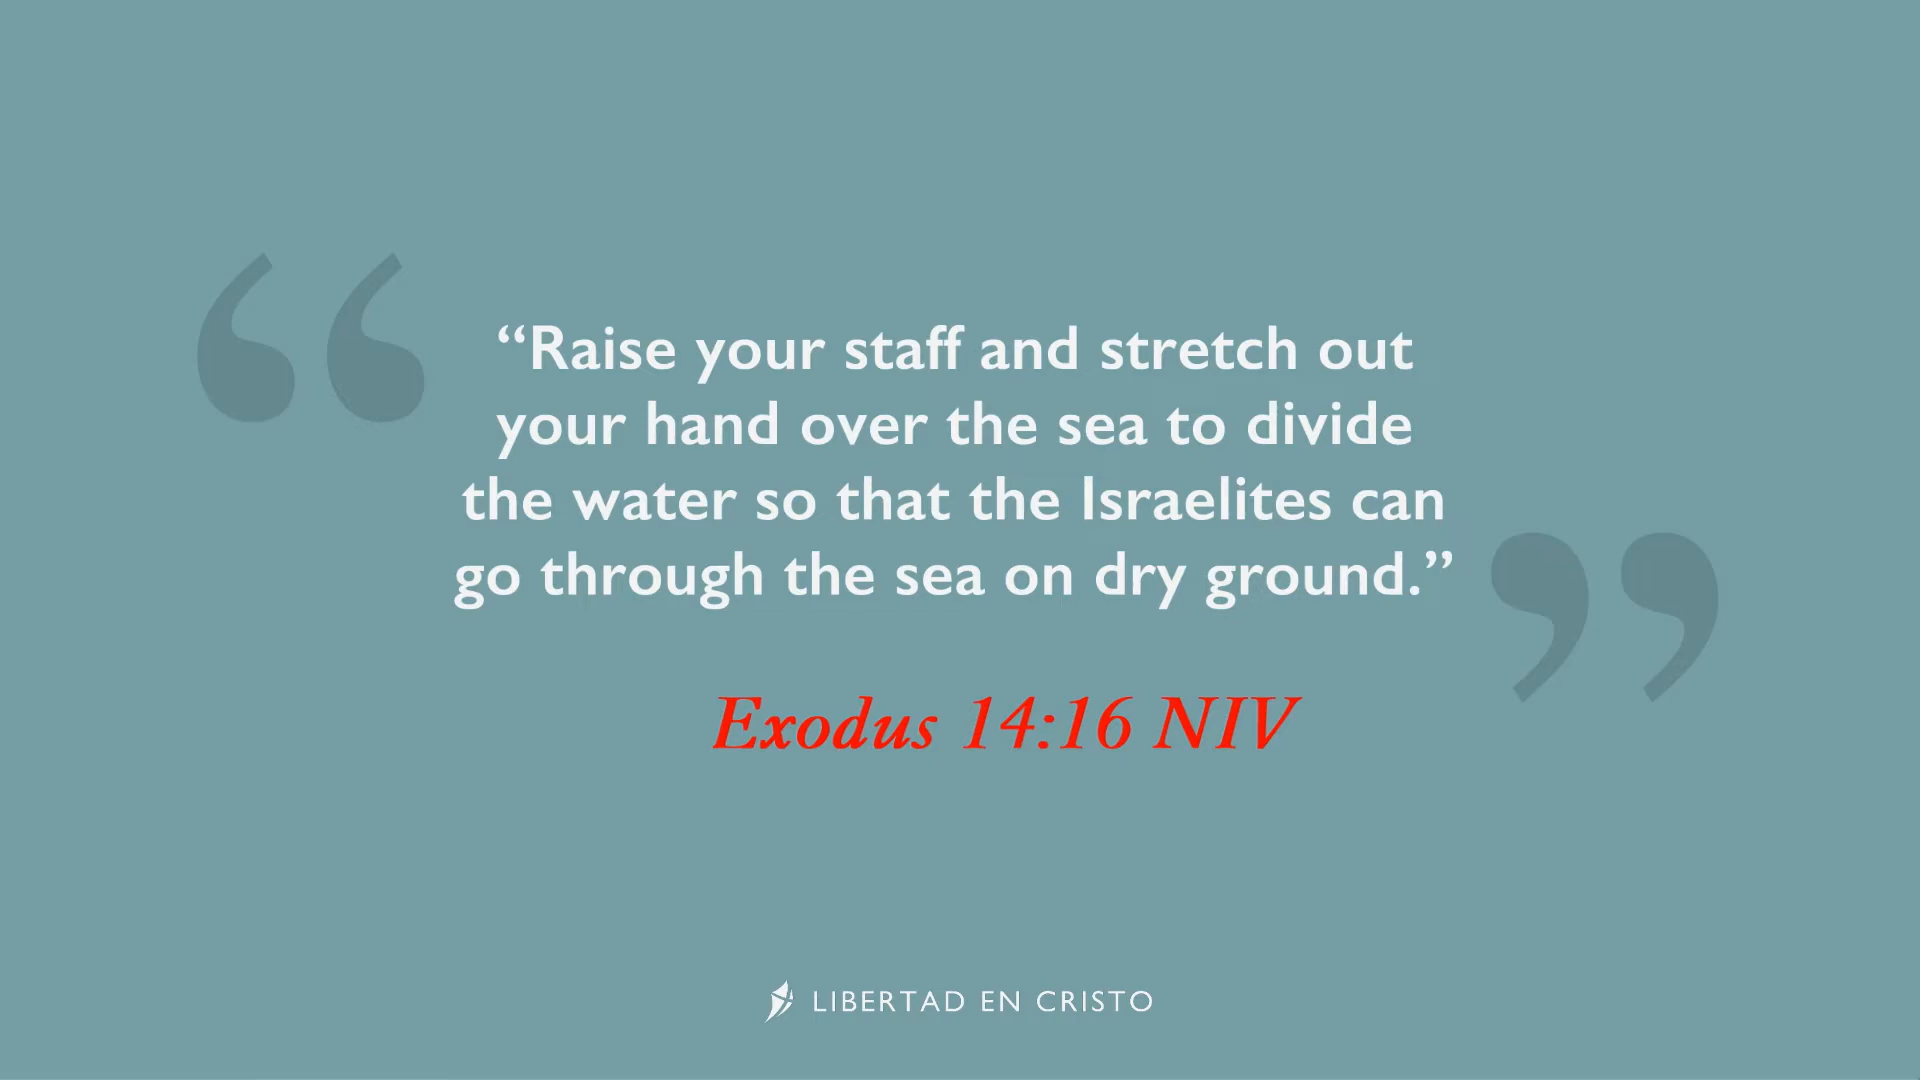 “Raise your staff and stretch out
your hand over the sea to divide
the water so that the Israelites can
go through the sea on dry ground.”
Exodus 14:16 NIV
LIBERTAD EN CRISTO